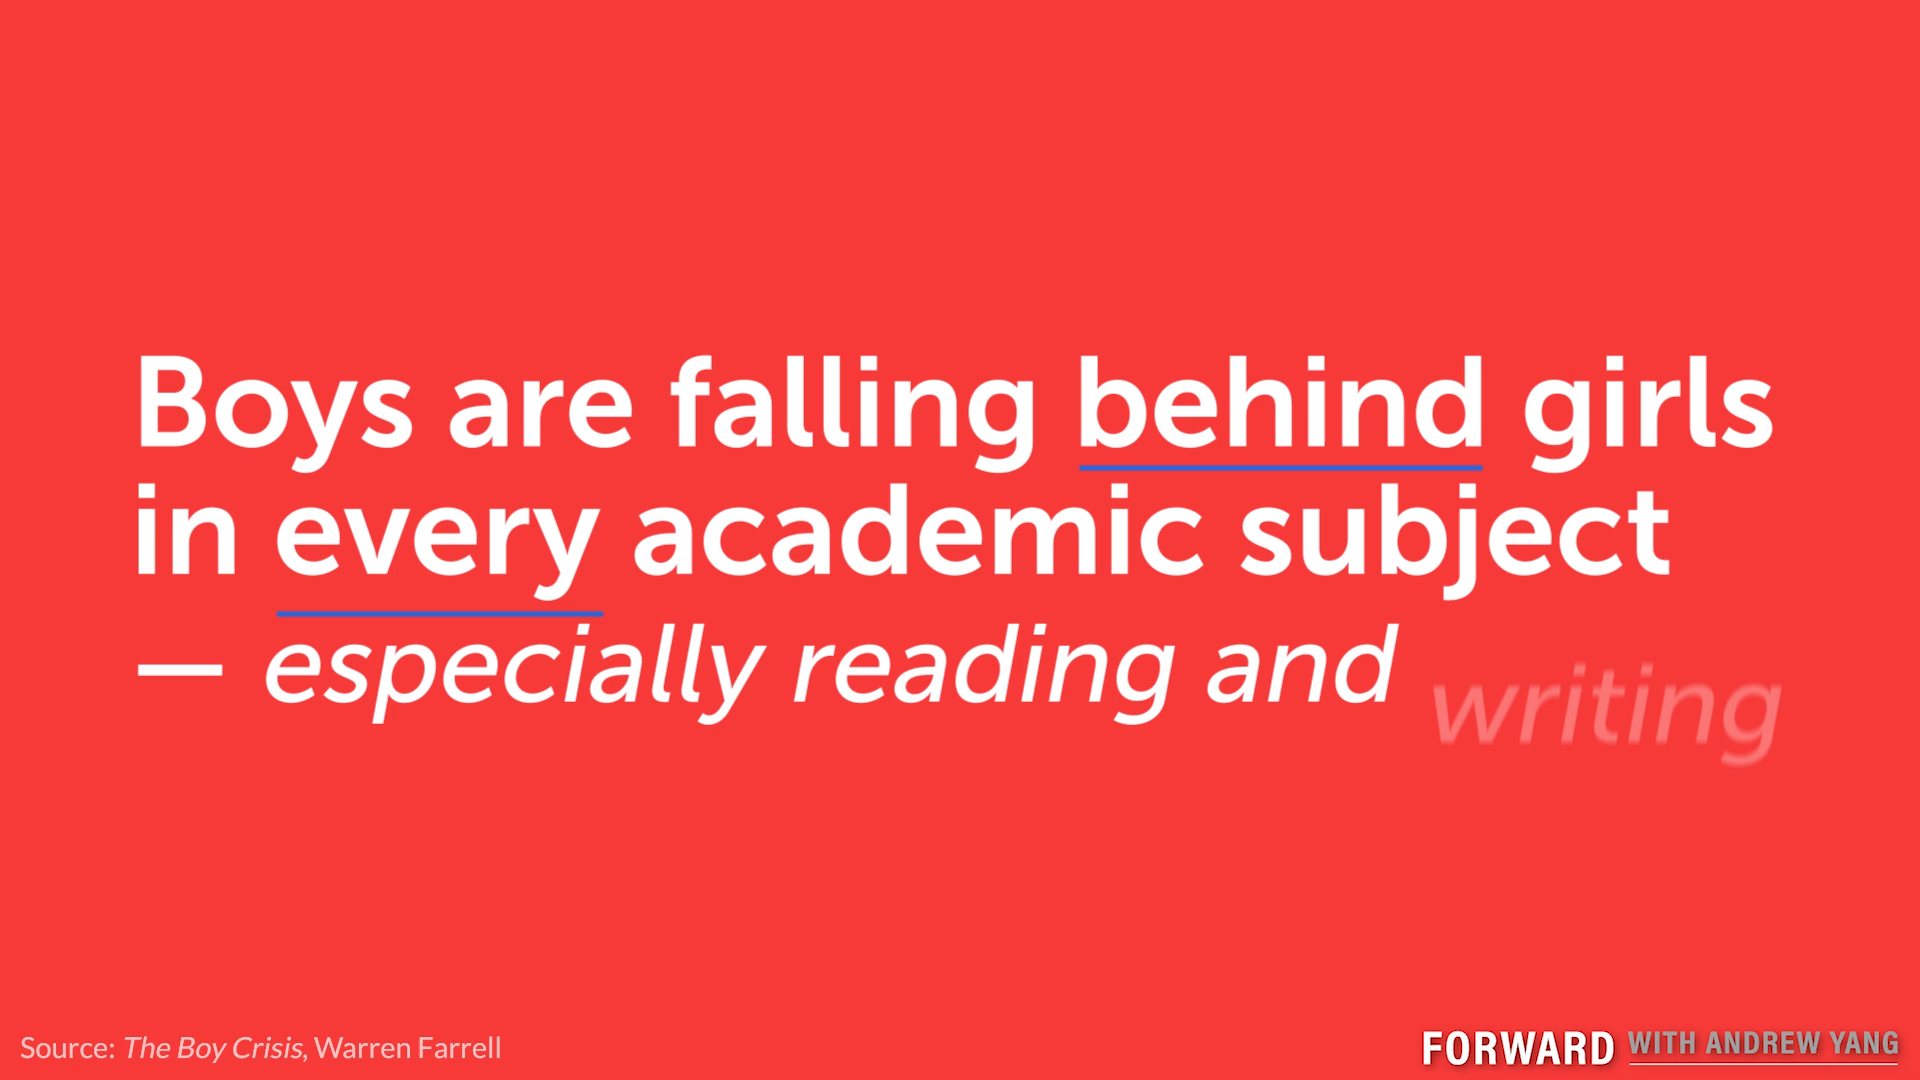 Boys are falling behind girls
in every academic subject
— especially reading and writing
Source: The Boy Crisis, Warren Farrell
FORWARD WITH ANDREW YANG